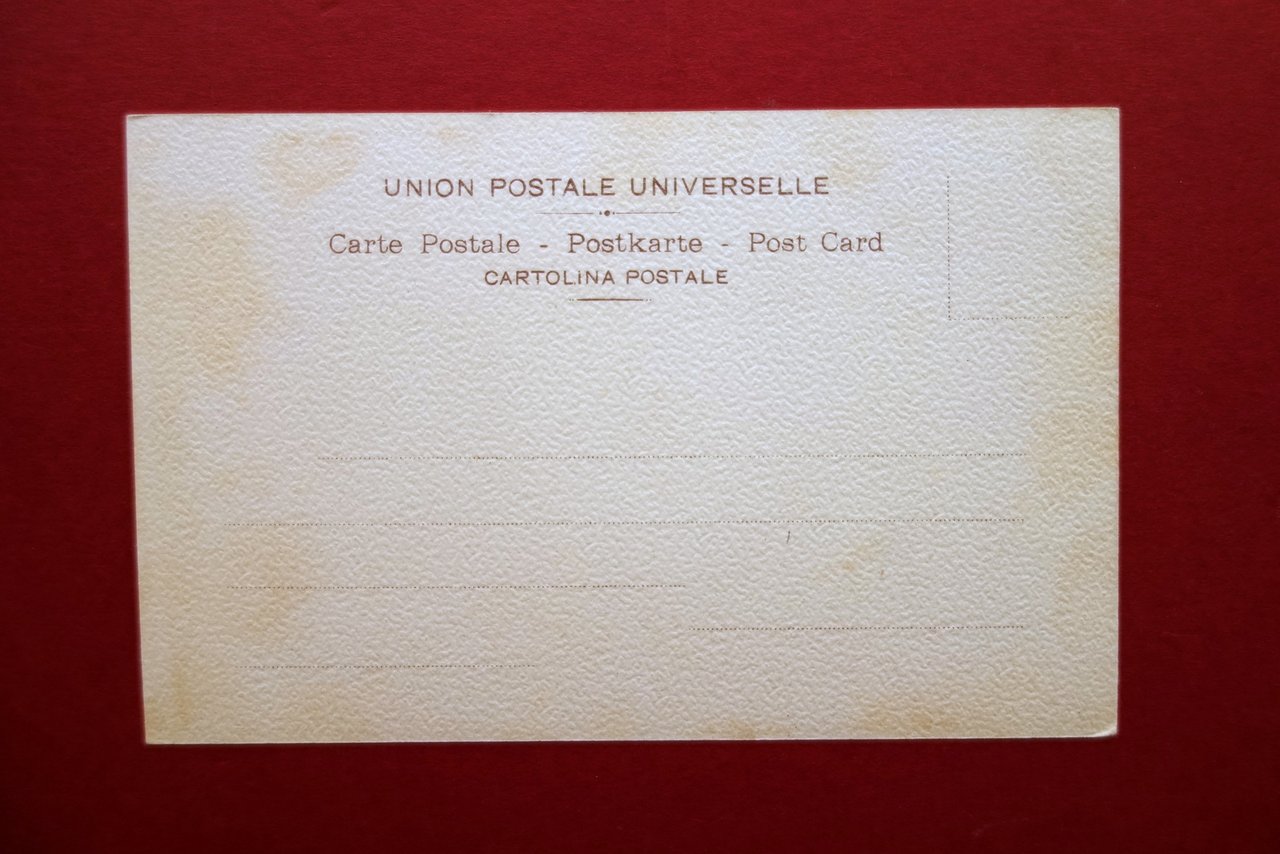 UNION POSTALE UNIVERSELLE
Carte Postale - Postkarte - Post Card
CARTOLINA POSTALE